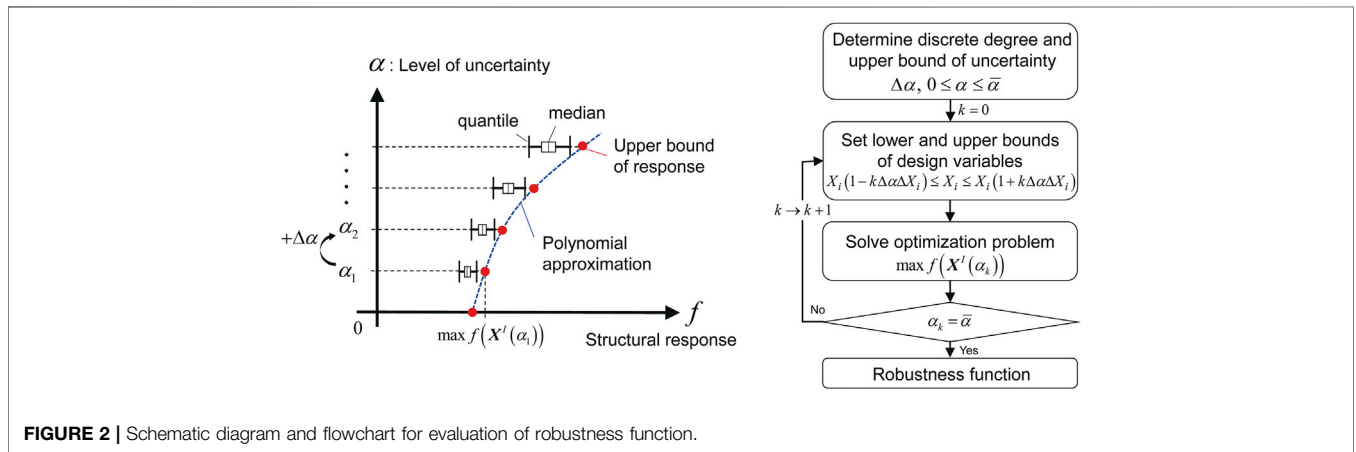 α : Level of uncertainty
quantile
median
Upper bound
of response
+Δα
α₂
α₁
Polynomial
approximation
0
f
max f(Xᴵ(α₁))
Structural response
Determine discrete degree and
upper bound of uncertainty
Δα, 0 ≤ α ≤ ᾱ
k = 0
Set lower and upper bounds
of design variables
Xᵢ(1 − kΔαΔXᵢ) ≤ Xᵢ ≤ Xᵢ(1 + kΔαΔXᵢ)
k → k + 1
Solve optimization problem
max f(Xᴵ(αₖ))
No
αₖ = ᾱ
Yes
Robustness function
FIGURE 2 | Schematic diagram and flowchart for evaluation of robustness function.